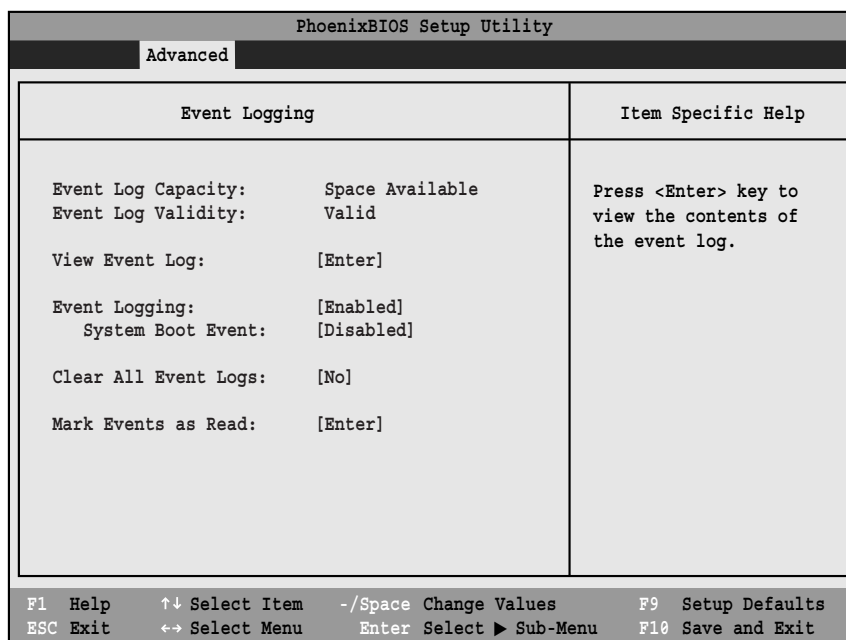 PhoenixBIOS Setup Utility
Advanced
Event Logging
Item Specific Help
Event Log Capacity: Space Available
Event Log Validity: Valid
View Event Log: [Enter]
Event Logging: [Enabled]
System Boot Event: [Disabled]
Clear All Event Logs: [No]
Mark Events as Read: [Enter]
Press <Enter> key to
view the contents of
the event log.
F1 Help ↑↓ Select Item -/Space Change Values F9 Setup Defaults
ESC Exit ←→ Select Menu Enter Select ▶ Sub-Menu F10 Save and Exit